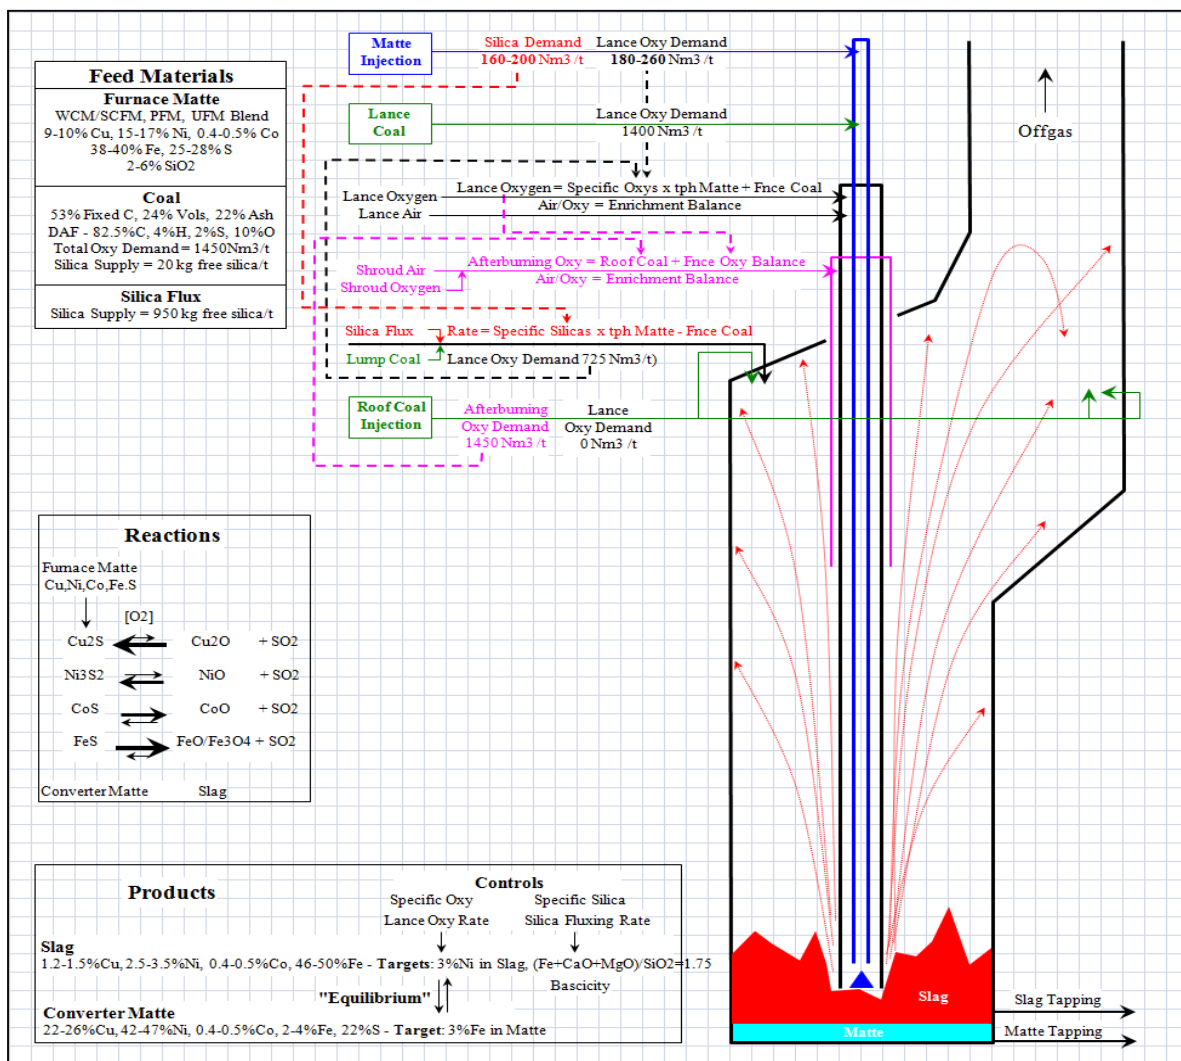 Feed Materials
Furnace Matte
WCM/SCFM, PFM, UFM Blend
9-10% Cu, 15-17% Ni, 0.4-0.5% Co
38-40% Fe, 25-28% S
2-6% SiO2
Coal
53% Fixed C, 24% Vols, 22% Ash
DAF - 82.5%C, 4%H, 2%S, 10%O
Total Oxy Demand = 1450Nm3/t
Silica Supply = 20 kg free silica/t
Silica Flux
Silica Supply = 950 kg free silica/t
Matte
Injection
Silica Demand
160-200 Nm3/t
Lance Oxy Demand
180-260 Nm3/t
Lance
Coal
Lance Oxy Demand
1400 Nm3/t
Lance Oxygen
Lance Oxygen = Specific Oxys x tph Matte + Fnce Coal
Lance Air
Air/Oxy = Enrichment Balance
Shroud Air
Afterburning Oxy = Roof Coal + Fnce Oxy Balance
Shroud Oxygen
Air/Oxy = Enrichment Balance
Silica Flux
Rate = Specific Silicas x tph Matte - Fnce Coal
Lump Coal
Lance Oxy Demand 725 Nm3/t)
Roof Coal
Injection
Afterburning
Oxy Demand
1450 Nm3/t
Lance
Oxy Demand
0 Nm3/t
Offgas
Reactions
Furnace Matte
Cu,Ni,Co,Fe.S
[O2]
Cu2S Cu2O + SO2
Ni3S2 NiO + SO2
CoS CoO + SO2
FeS FeO/Fe3O4 + SO2
Converter Matte Slag
Products
Controls
Specific Oxy
Lance Oxy Rate
Specific Silica
Silica Fluxing Rate
Slag
1.2-1.5%Cu, 2.5-3.5%Ni, 0.4-0.5%Co, 46-50%Fe - Targets: 3%Ni in Slag, (Fe+CaO+MgO)/SiO2=1.75
Basicity
"Equilibrium"
Converter Matte
22-26%Cu, 42-47%Ni, 0.4-0.5%Co, 2-4%Fe, 22%S - Target: 3%Fe in Matte
Slag
Matte
Slag Tapping
Matte Tapping